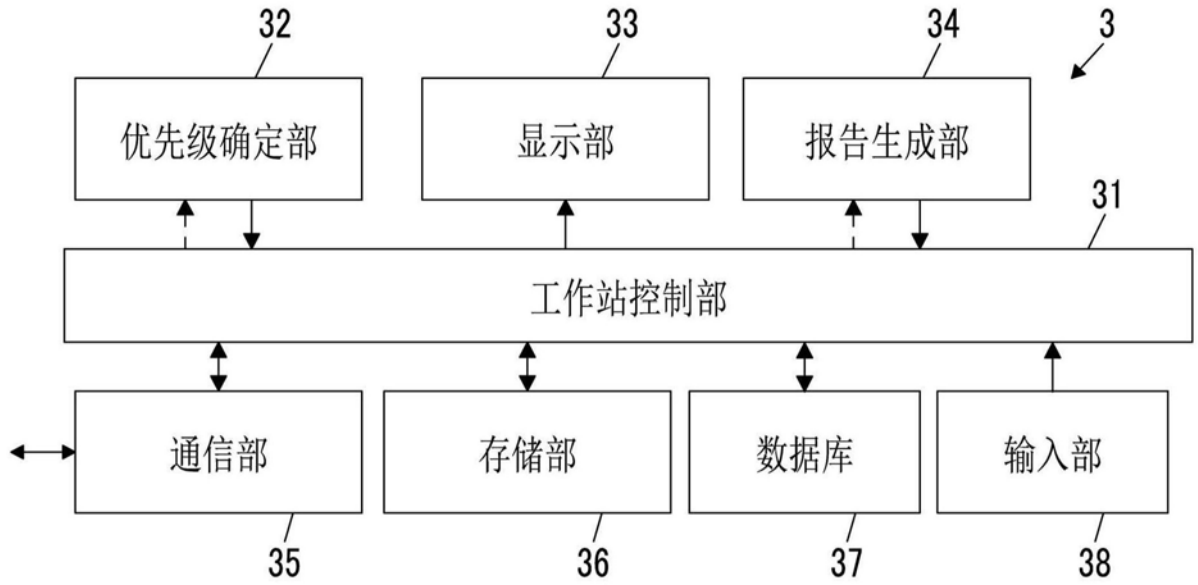 32
33
34
3
优先级确定部
显示部
报告生成部
31
工作站控制部
通信部
存储部
数据库
输入部
35
36
37
38